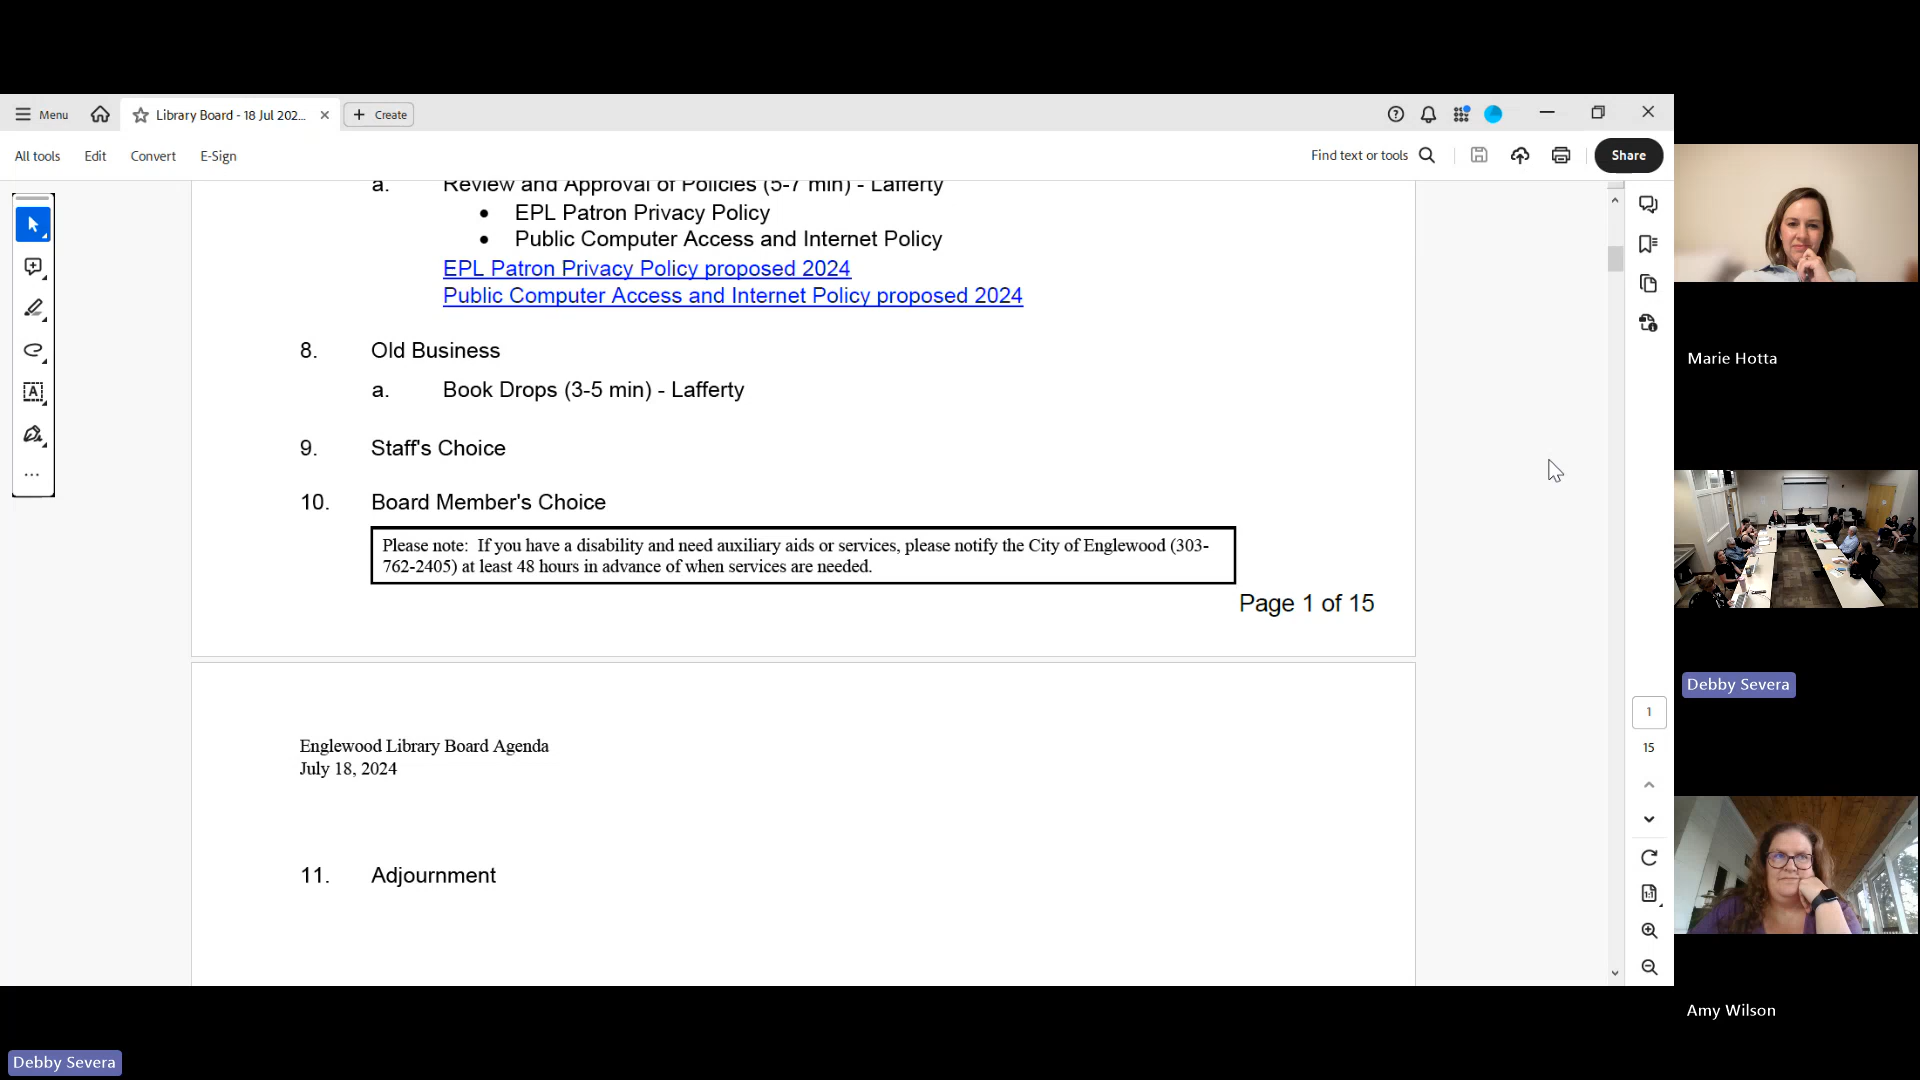 Menu
Library Board - 18 Jul 202...
Create
All tools
Edit
Convert
E-Sign
Find text or tools
Share
a. Review and Approval of Policies (5-7 min) - Lafferty
• EPL Patron Privacy Policy
• Public Computer Access and Internet Policy
EPL Patron Privacy Policy proposed 2024
Public Computer Access and Internet Policy proposed 2024
8. Old Business
a. Book Drops (3-5 min) - Lafferty
9. Staff's Choice
10. Board Member's Choice
Please note: If you have a disability and need auxiliary aids or services, please notify the City of Englewood (303-
762-2405) at least 48 hours in advance of when services are needed.
Page 1 of 15
Englewood Library Board Agenda
July 18, 2024
11. Adjournment
1
15
1:1
Marie Hotta
Debby Severa
Amy Wilson
Debby Severa